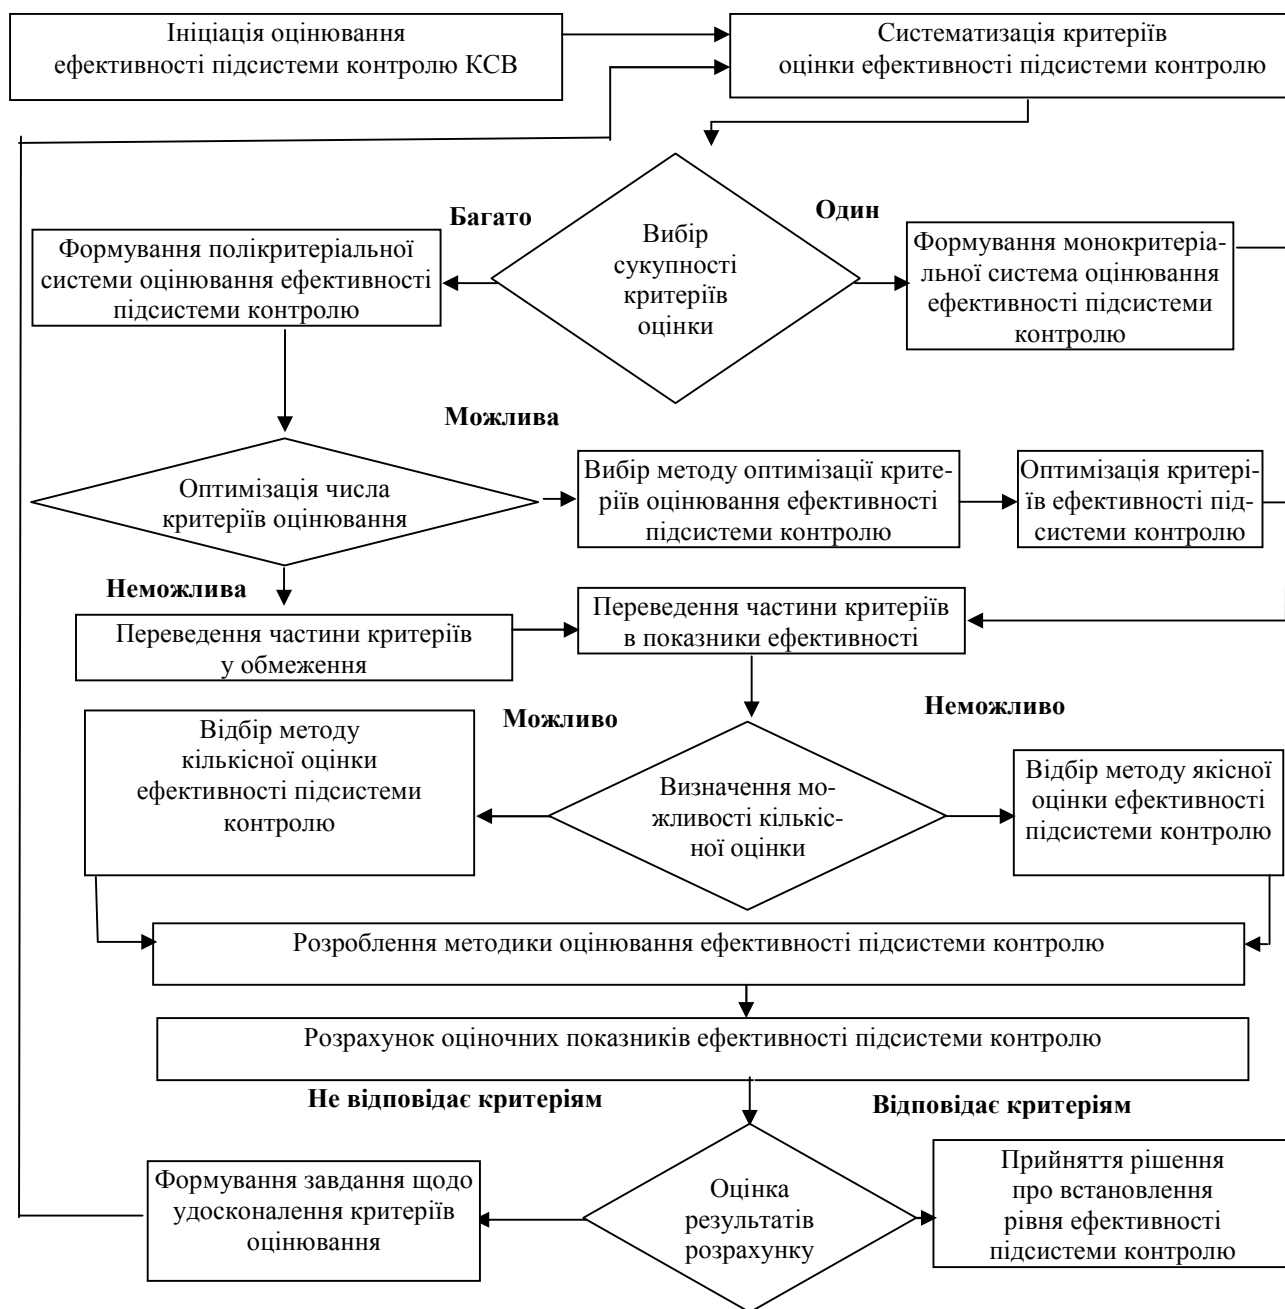 Ініціація оцінювання
ефективності підсистеми контролю КСВ
Систематизація критеріїв
оцінки ефективності підсистеми контролю
Багато
Один
Вибір
сукупності
критеріїв
оцінки
Формування полікритеріальної
системи оцінювання ефективності
підсистеми контролю
Формування монокритеріа-
льної система оцінювання
ефективності підсистеми
контролю
Можлива
Оптимізація числа
критеріїв оцінювання
Вибір методу оптимізації крите-
ріїв оцінювання ефективності
підсистеми контролю
Оптимізація критері-
їв ефективності під-
системи контролю
Неможлива
Переведення частини критеріїв
у обмеження
Переведення частини критеріїв
в показники ефективності
Можливо
Неможливо
Відбір методу
кількісної оцінки
ефективності підсистеми
контролю
Визначення мо-
жливості кількіс-
ної оцінки
Відбір методу якісної
оцінки ефективності
підсистеми контролю
Розроблення методики оцінювання ефективності підсистеми контролю
Розрахунок оціночних показників ефективності підсистеми контролю
Не відповідає критеріям
Відповідає критеріям
Формування завдання щодо
удосконалення критеріїв
оцінювання
Оцінка
результатів
розрахунку
Прийняття рішення
про встановлення
рівня ефективності
підсистеми контролю